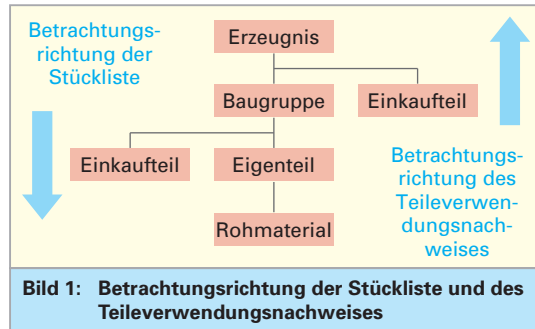 Betrachtungs-
richtung der
Stückliste
Erzeugnis
Baugruppe
Einkaufteil
Einkaufteil
Eigenteil
Rohmaterial
Betrachtungs-
richtung des
Teileverwen-
dungsnach-
weises
Bild 1: Betrachtungsrichtung der Stückliste und des
Teileverwendungsnachweises